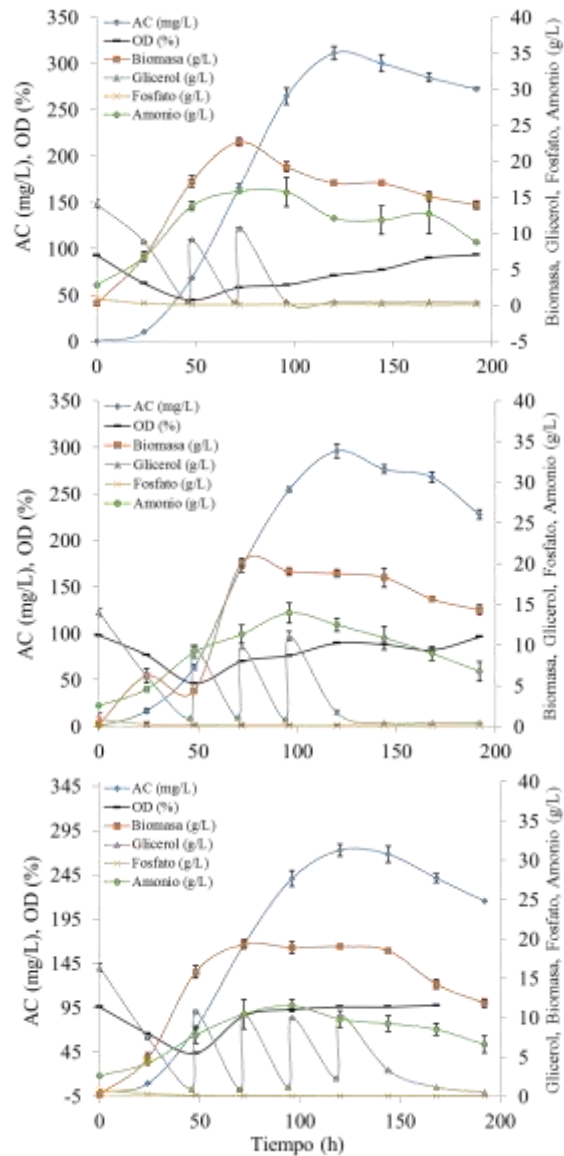 350
300
250
200
150
100
50
0
AC (mg/L), OD (%)
AC (mg/L)
OD (%)
Biomasa (g/L)
Glicerol (g/L)
Fosfato (g/L)
Amonio (g/L)
40
35
30
25
20
15
10
5
0
-5
Biomasa, Glicerol, Fosfato, Amonio (g/L)
0 50 100 150 200
350
300
250
200
150
100
50
0
AC (mg/L), OD (%)
AC (mg/L)
OD (%)
Biomasa (g/L)
Glicerol (g/L)
Fosfato (g/L)
Amonio (g/L)
40
35
30
25
20
15
10
5
0
Biomasa, Glicerol, Fosfato, Amonio (g/L)
0 50 100 150 200
345
295
245
195
145
95
45
-5
AC (mg/L), OD (%)
AC (mg/L)
OD (%)
Biomasa (g/L)
Glicerol (g/L)
Fosfato (g/L)
Amonio (g/L)
40
35
30
25
20
15
10
5
0
Glicerol, Biomasa, Fosfato, Amonio (g/L)
0 50 100 150 200
Tiempo (h)